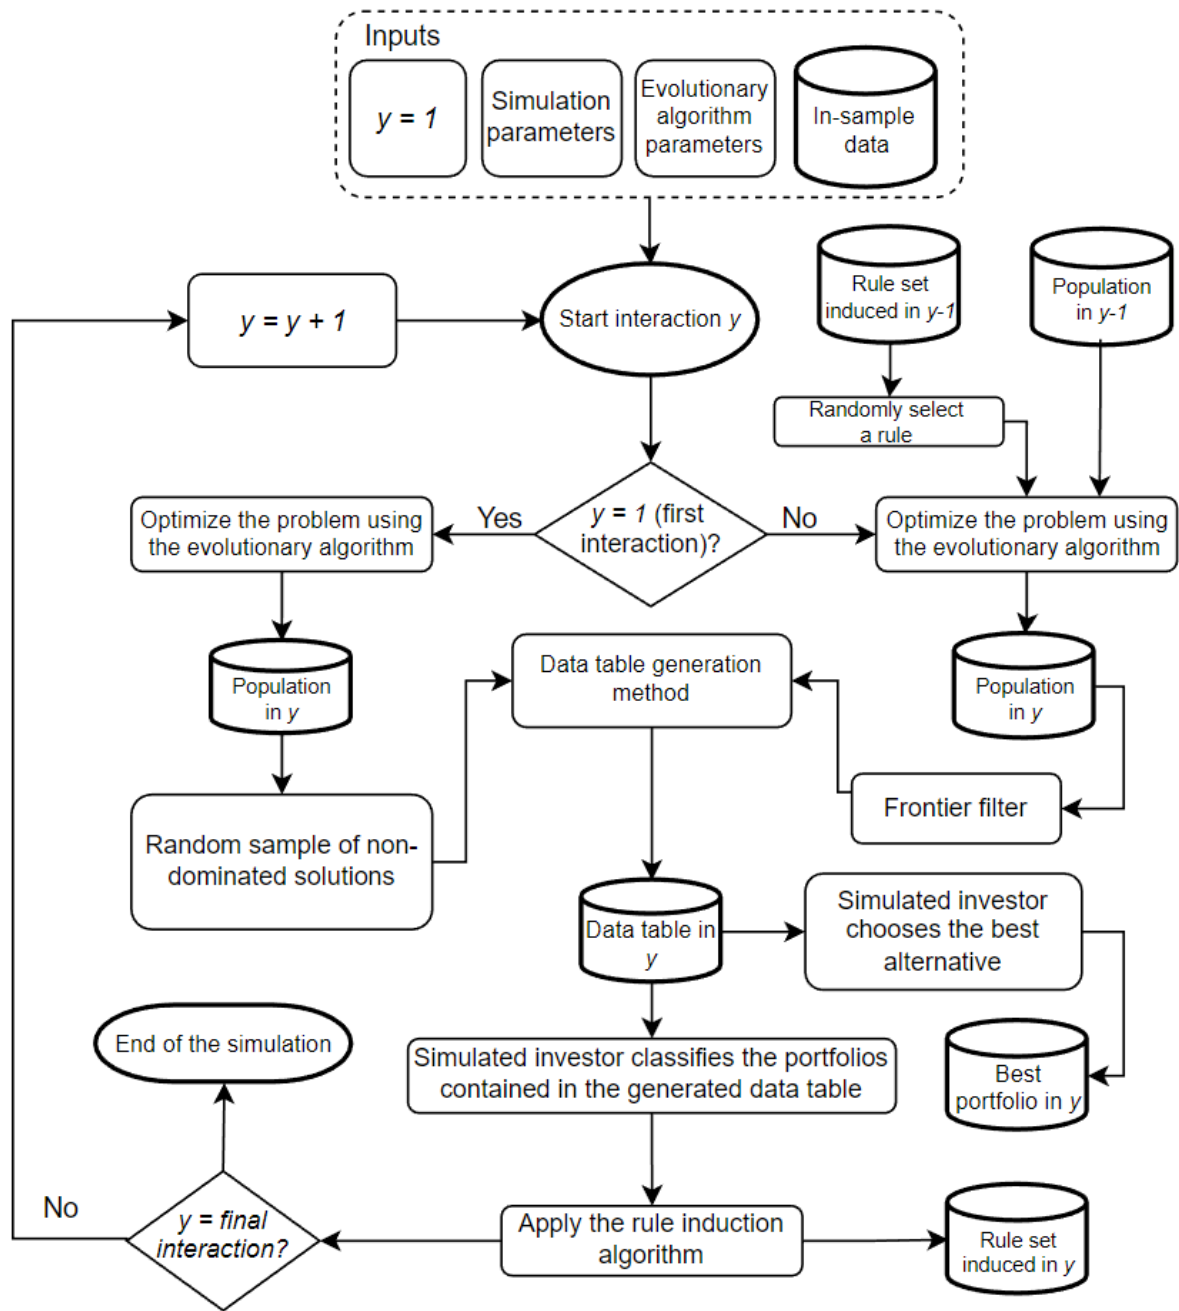 Inputs
y = 1
Simulation
parameters
Evolutionary
algorithm
parameters
In-sample
data
Rule set
induced in y-1
Population
in y-1
y = y + 1
Start interaction y
Randomly select
a rule
Optimize the problem using
the evolutionary algorithm
Yes
y = 1 (first
interaction)?
No
Optimize the problem using
the evolutionary algorithm
Population
in y
Data table generation
method
Population
in y
Frontier filter
Random sample of non-
dominated solutions
Data table in
y
Simulated investor
chooses the best
alternative
End of the simulation
Simulated investor classifies the portfolios
contained in the generated data table
Best
portfolio in y
No
y = final
interaction?
Apply the rule induction
algorithm
Rule set
induced in y